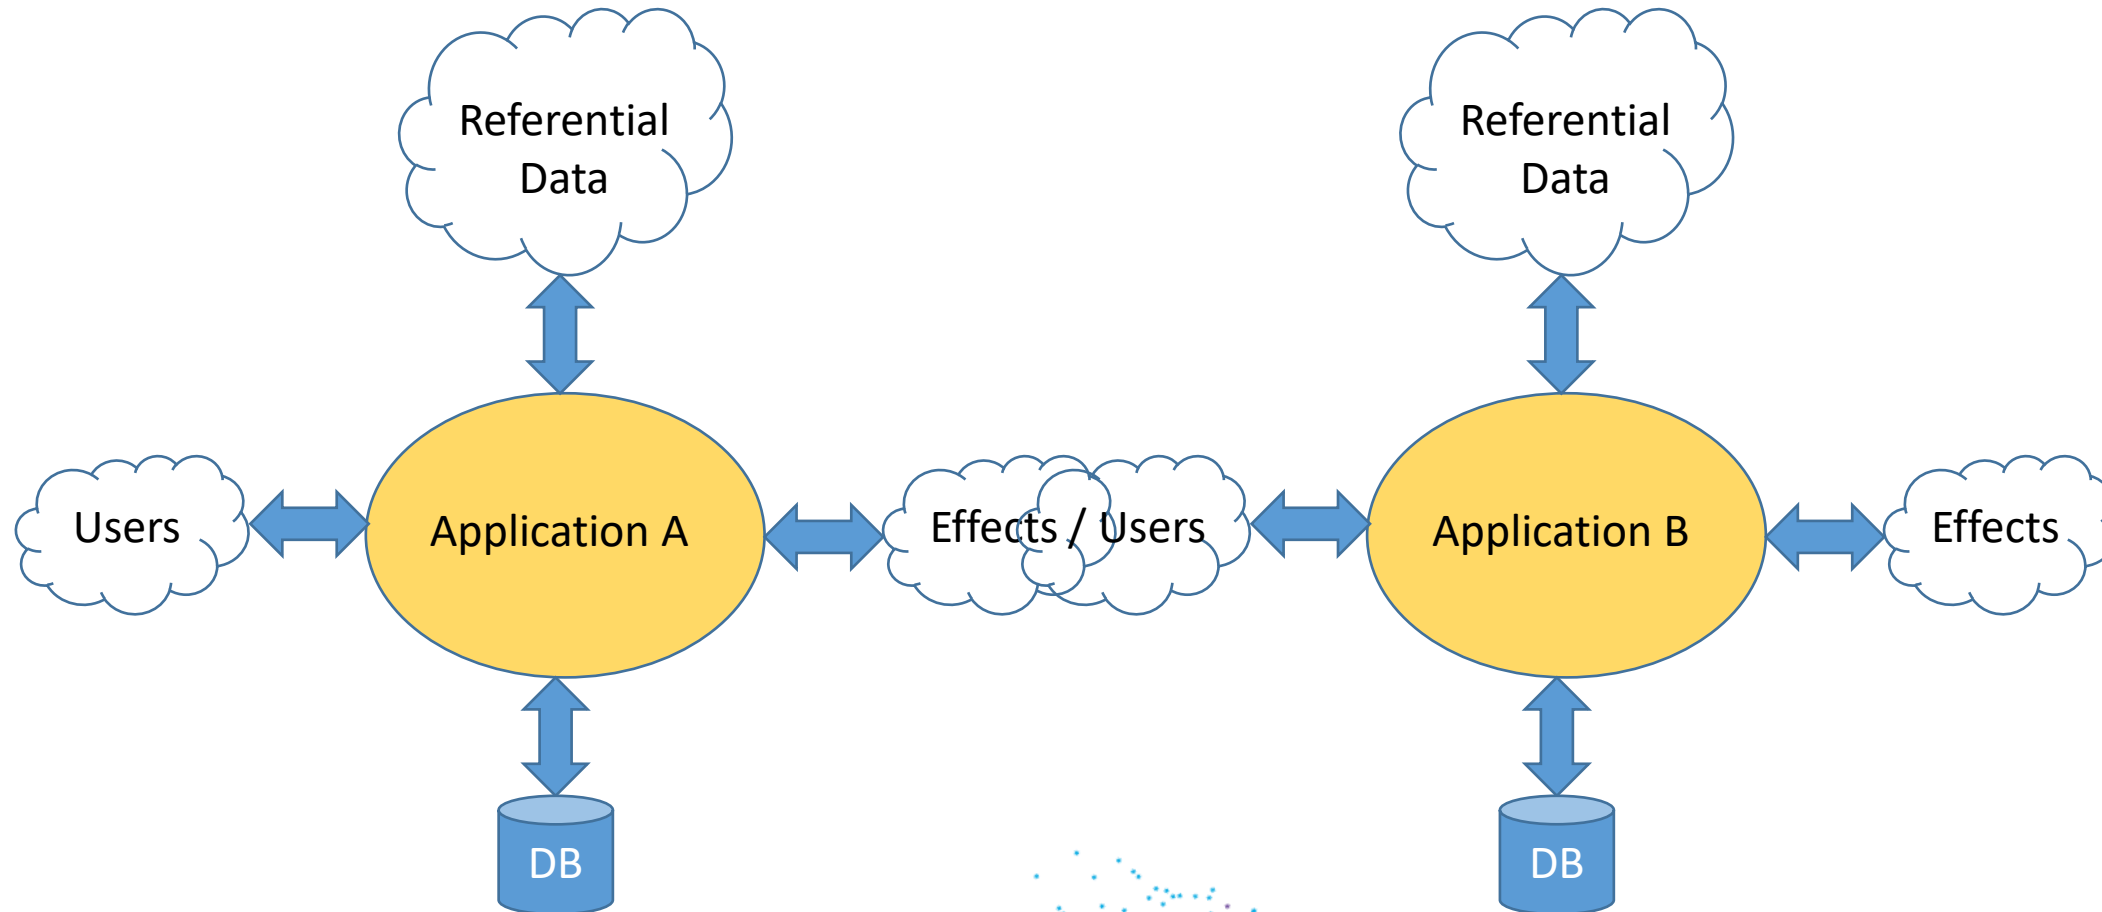 Referential
Data
Referential
Data
Users
Application A
Effects / Users
Application B
Effects
DB
DB